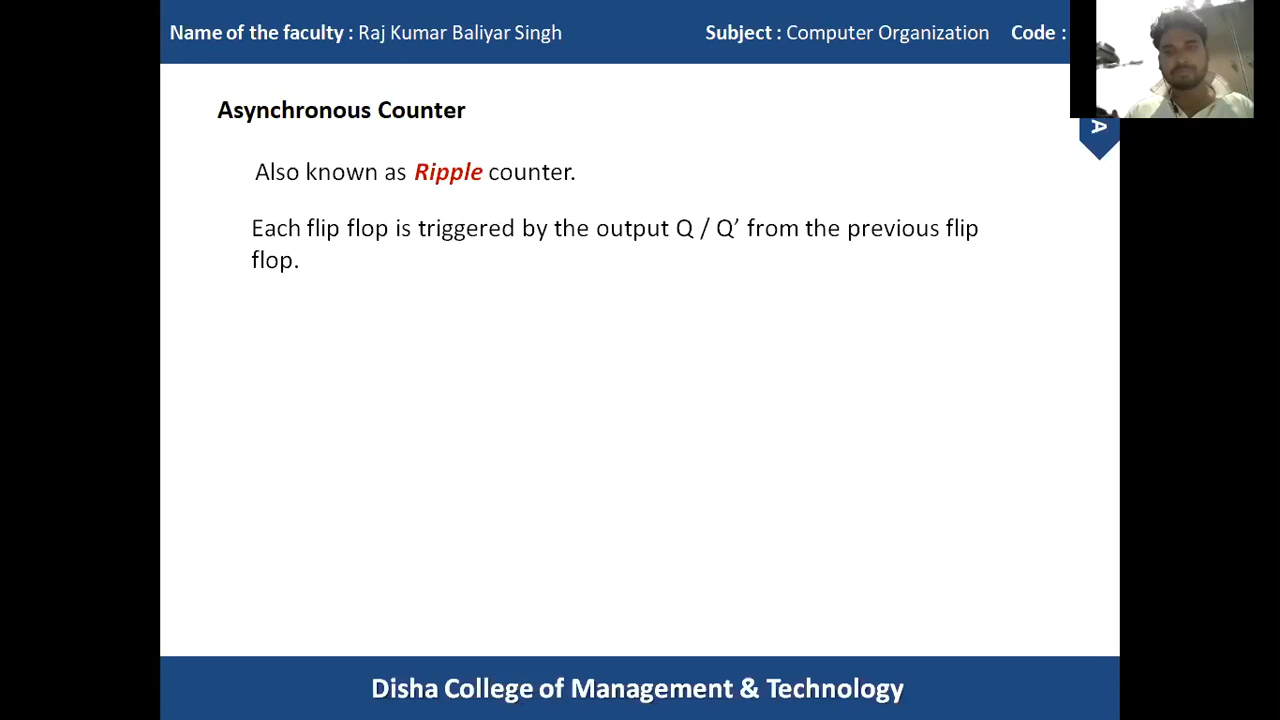 Name of the faculty : Raj Kumar Baliyar Singh Subject : Computer Organization Code :
A
Asynchronous Counter
Also known as Ripple counter.
Each flip flop is triggered by the output Q / Q’ from the previous flip
flop.
Disha College of Management & Technology